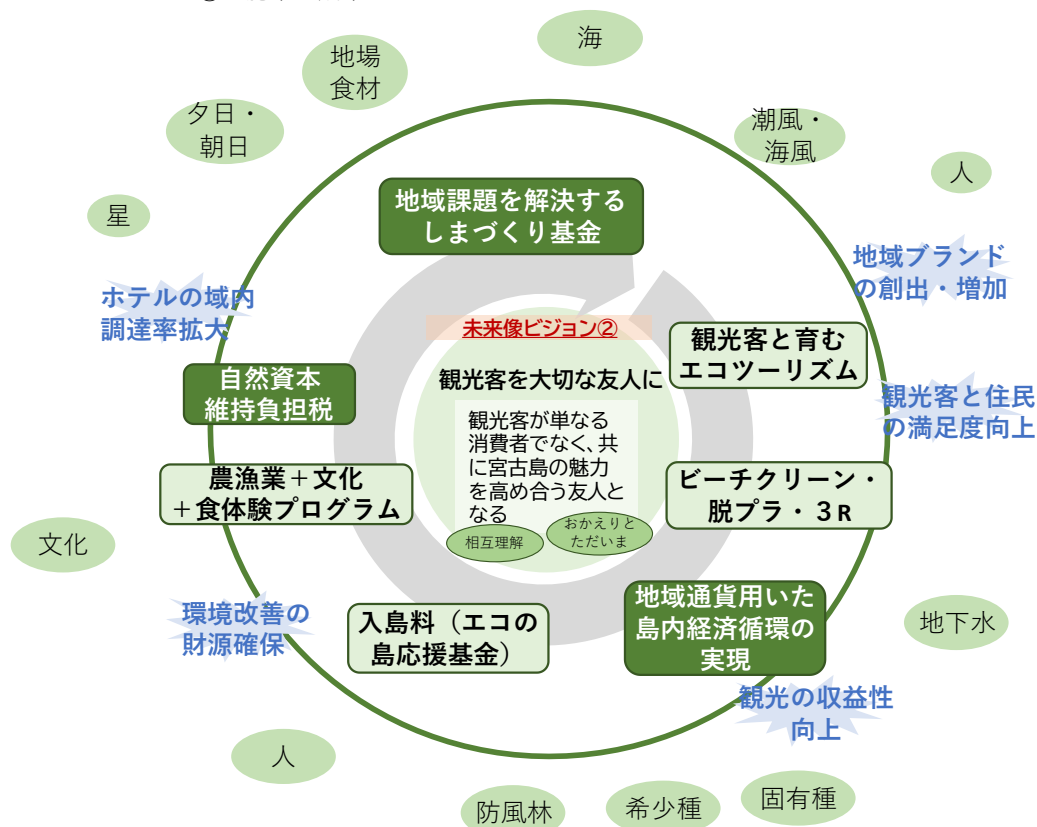 海
地場
食材
夕日・
朝日
潮風・
海風
人
星
地域課題を解決する
しまづくり基金
地域ブランド
の創出・増加
ホテルの域内
調達率拡大
未来像ビジョン②
観光客と育む
エコツーリズム
自然資本
維持負担税
観光客を大切な友人に
観光客と住民
の満足度向上
観光客が単なる
消費者でなく、共
に宮古島の魅力
を高め合う友人と
なる
農漁業＋文化
＋食体験プログラム
ビーチクリーン・
脱プラ・３R
相互理解
おかえりと
ただいま
文化
環境改善の
財源確保
入島料（エコの
島応援基金）
地域通貨用いた
島内経済循環の
実現
地下水
観光の収益性
向上
人
防風林
希少種
固有種